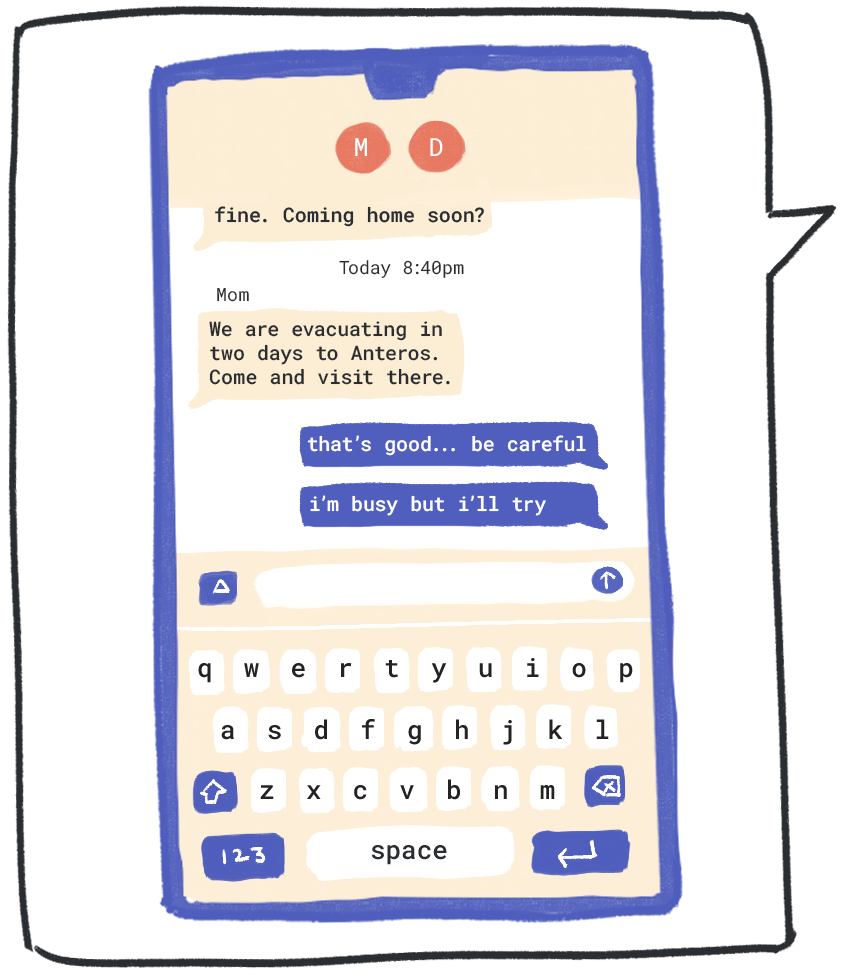 M D
fine. Coming home soon?
Today 8:40pm
Mom
We are evacuating in
two days to Anteros.
Come and visit there.
that's good... be careful
i'm busy but i'll try
q w e r t y u i o p
a s d f g h j k l
z x c v b n m
123 space